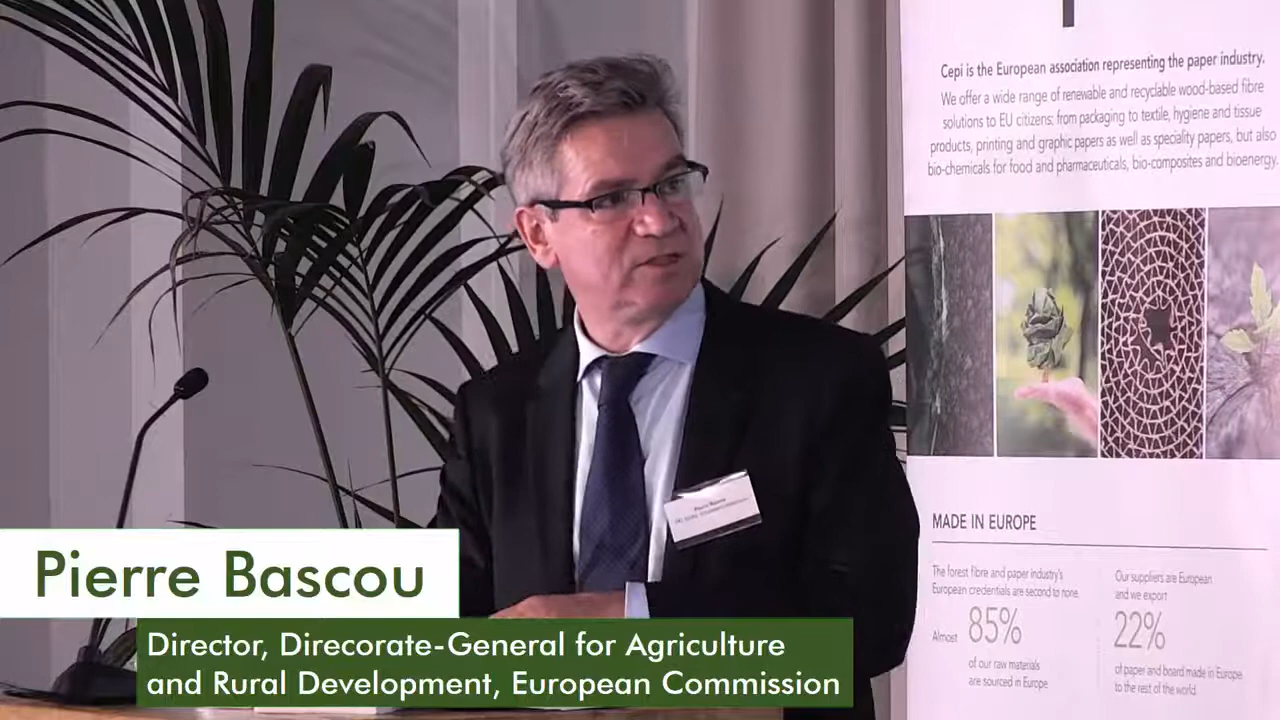 Cepi is the European association representing the paper industry.
We offer a wide range of renewable and recyclable wood-based fibre
solutions to EU citizens: from packaging to textile, hygiene and tissue
products, printing and graphic papers as well as speciality papers, but also
bio-chemicals for food and pharmaceuticals, bio-composites and bioenergy.
MADE IN EUROPE
The forest fibre and paper industry's
European credentials are second to none.
Almost 85%
of our raw materials
are sourced in Europe
Our suppliers are European
and we export
22%
of paper and board made in Europe
to the rest of the world.
Pierre Bascou
Director, Direcorate-General for Agriculture
and Rural Development, European Commission